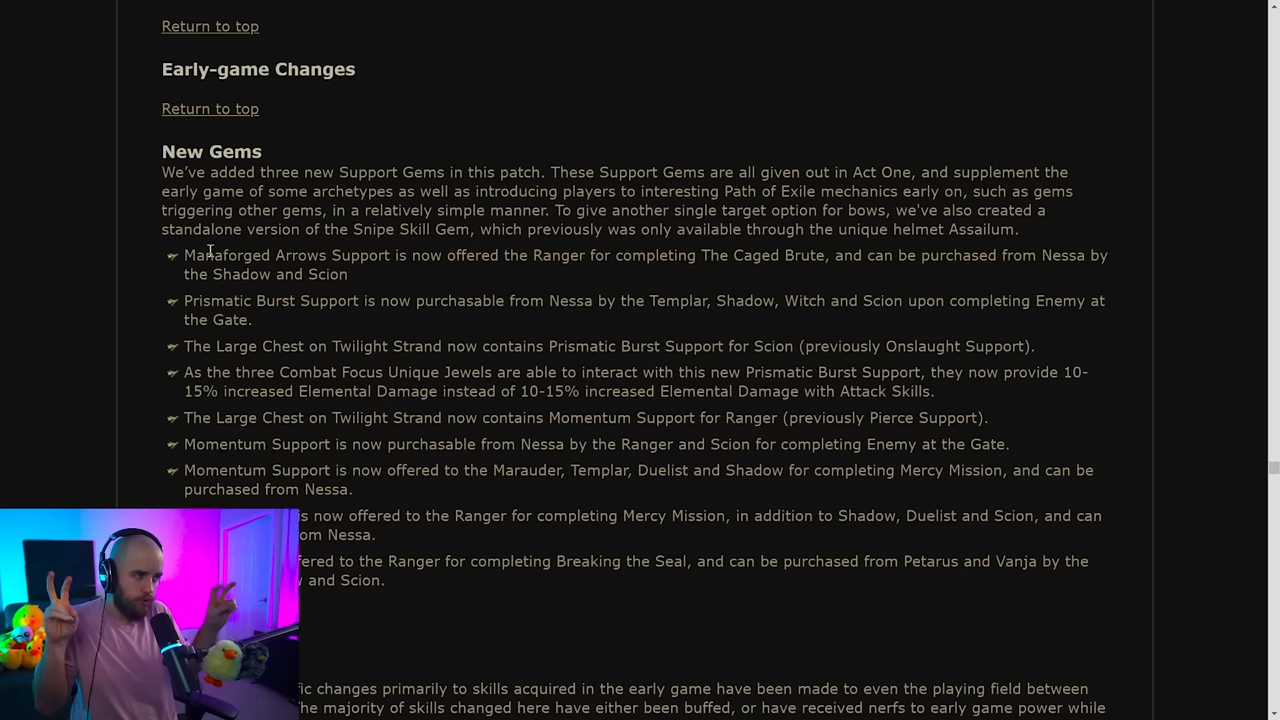 Return to top
Early-game Changes
Return to top
New Gems
We've added three new Support Gems in this patch. These Support Gems are all given out in Act One, and supplement the
early game of some archetypes as well as introducing players to interesting Path of Exile mechanics early on, such as gems
triggering other gems, in a relatively simple manner. To give another single target option for bows, we've also created a
standalone version of the Snipe Skill Gem, which previously was only available through the unique helmet Assailum.
Manaforged Arrows Support is now offered the Ranger for completing The Caged Brute, and can be purchased from Nessa by
the Shadow and Scion
Prismatic Burst Support is now purchasable from Nessa by the Templar, Shadow, Witch and Scion upon completing Enemy at
the Gate.
The Large Chest on Twilight Strand now contains Prismatic Burst Support for Scion (previously Onslaught Support).
As the three Combat Focus Unique Jewels are able to interact with this new Prismatic Burst Support, they now provide 10-
15% increased Elemental Damage instead of 10-15% increased Elemental Damage with Attack Skills.
The Large Chest on Twilight Strand now contains Momentum Support for Ranger (previously Pierce Support).
Momentum Support is now purchasable from Nessa by the Ranger and Scion for completing Enemy at the Gate.
Momentum Support is now offered to the Marauder, Templar, Duelist and Shadow for completing Mercy Mission, and can be
purchased from Nessa.
is now offered to the Ranger for completing Mercy Mission, in addition to Shadow, Duelist and Scion, and can
om Nessa.
fered to the Ranger for completing Breaking the Seal, and can be purchased from Petarus and Vanja by the
and Scion.
fic changes primarily to skills acquired in the early game have been made to even the playing field between
he majority of skills changed here have either been buffed, or have received nerfs to early game power while